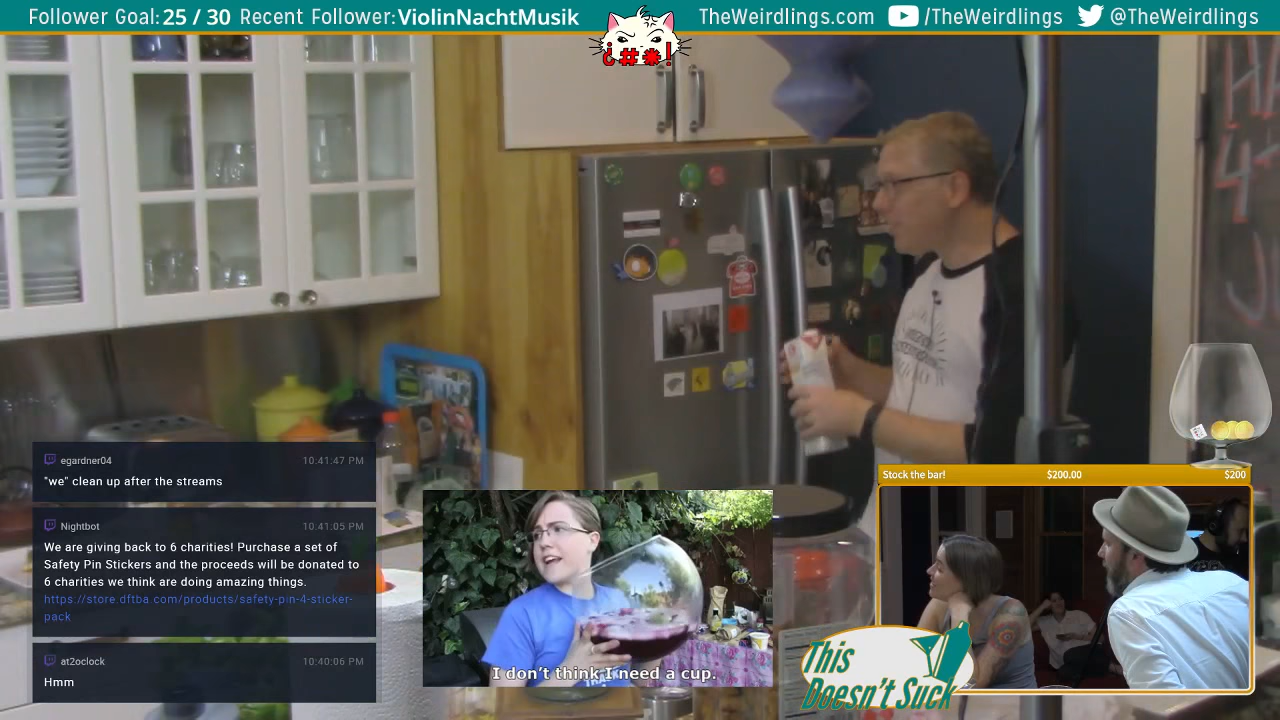 Follower Goal: 25 / 30 Recent Follower: ViolinNachtMusik
TheWeirdlings.com /TheWeirdlings @TheWeirdlings
¿#*!
Stock the bar! $200.00 $200
egardner04 10:41:47 PM
"we" clean up after the streams
Nightbot 10:41:05 PM
We are giving back to 6 charities! Purchase a set of
Safety Pin Stickers and the proceeds will be donated to
6 charities we think are doing amazing things.
https://store.dftba.com/products/safety-pin-4-sticker-
pack
at2oclock 10:40:06 PM
Hmm
I don't think I need a cup.
This
Doesn't Suck